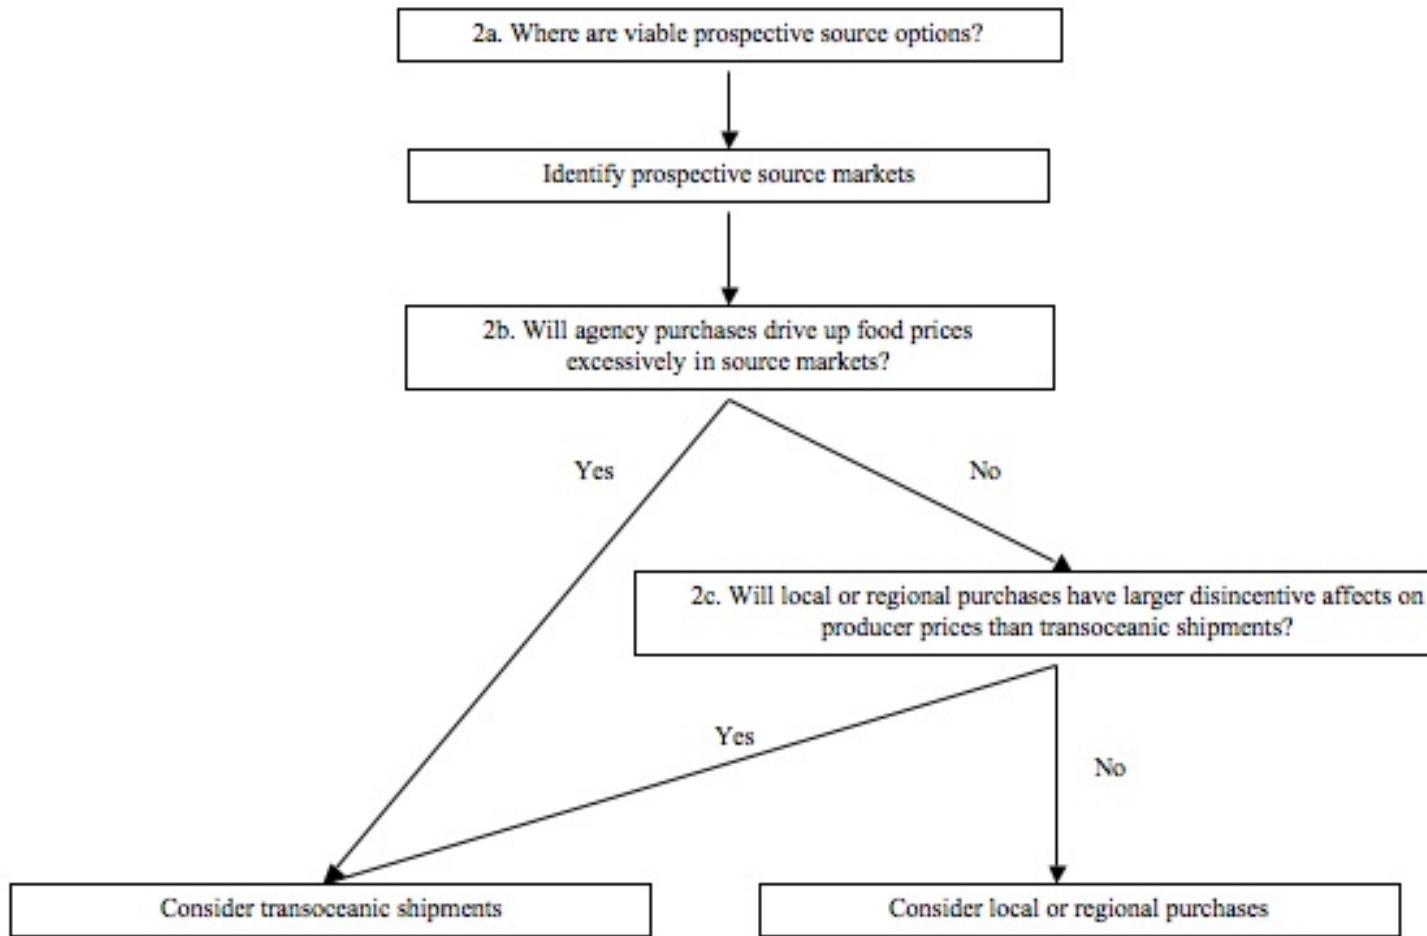 2a. Where are viable prospective source options?
Identify prospective source markets
2b. Will agency purchases drive up food prices
excessively in source markets?
Yes
No
2c. Will local or regional purchases have larger disincentive affects on
producer prices than transoceanic shipments?
Yes
No
Consider transoceanic shipments
Consider local or regional purchases